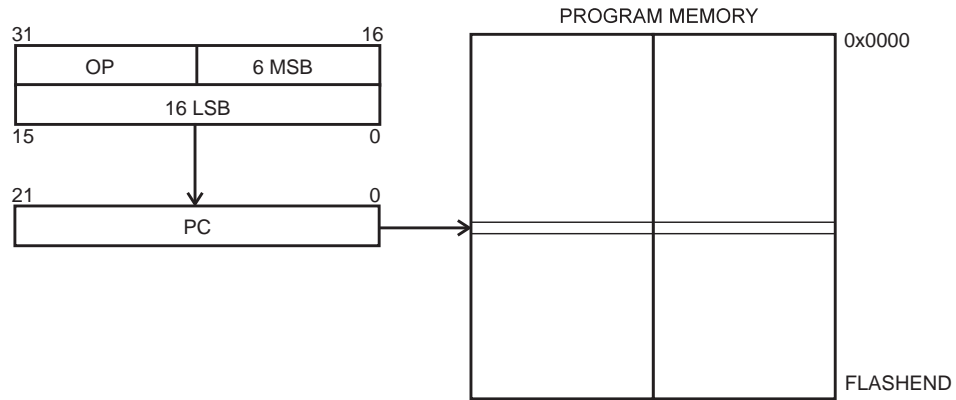 PROGRAM MEMORY
31 16
0x0000
OP 6 MSB
16 LSB
15 0
21 0
PC
FLASHEND